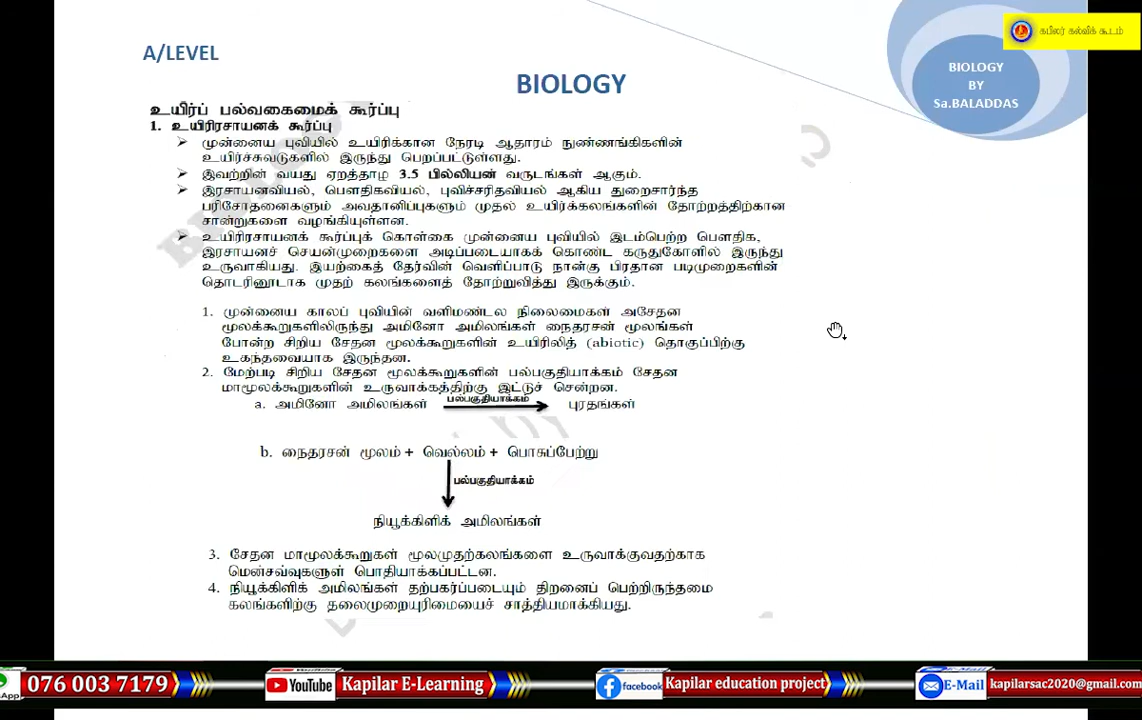 A/LEVEL
கபிலர் கல்விக் கூடம்
BIOLOGY
BY
Sa.BALADDAS
BIOLOGY
உயிர்ப் பல்வகைமைக் கூர்ப்பு
1. உயிரிரசாயனக் கூர்ப்பு
➢ முன்னைய புவியில் உயிரிக்கான நேரடி ஆதாரம் நுண்ணங்கிகளின்
உயிர்ச்சுவடுகளில் இருந்து பெறப்பட்டுள்ளது.
➢ இவற்றின் வயது ஏறத்தாழ 3.5 பில்லியன் வருடங்கள் ஆகும்.
➢ இரசாயனவியல், பௌதிகவியல், புவிச்சரிதவியல் ஆகிய துறைசார்ந்த
பரிசோதனைகளும் அவதானிப்புகளும் முதல் உயிர்க்கலங்களின் தோற்றத்திற்கான
சான்றுகளை வழங்கியுள்ளன.
➢ உயிரிரசாயனக் கூர்ப்புக் கொள்கை முன்னைய புவியில் இடம்பெற்ற பௌதிக,
இரசாயனச் செயன்முறைகளை அடிப்படையாகக் கொண்ட கருதுகோளில் இருந்து
உருவாகியது. இயற்கைத் தேர்வின் வெளிப்பாடு நான்கு பிரதான படிமுறைகளின்
தொடரினூடாக முதற் கலங்களைத் தோற்றுவித்து இருக்கும்.
1. முன்னைய காலப் புவியின் வளிமண்டல நிலைமைகள் அசேதன
மூலக்கூறுகளிலிருந்து அமினோ அமிலங்கள் நைதரசன் மூலங்கள்
போன்ற சிறிய சேதன மூலக்கூறுகளின் உயிரிலித் (abiotic) தொகுப்பிற்கு
உகந்தவையாக இருந்தன.
2. மேற்படி சிறிய சேதன மூலக்கூறுகளின் பல்பகுதியாக்கம் சேதன
மாமூலக்கூறுகளின் உருவாக்கத்திற்கு இட்டுச் சென்றன.
a. அமினோ அமிலங்கள் பல்பகுதியாக்கம் புரதங்கள்
b. நைதரசன் மூலம் + வெல்லம் + பொசுப்பேற்று
பல்பகுதியாக்கம்
நியூக்கிளிக் அமிலங்கள்
3. சேதன மாமூலக்கூறுகள் மூலமுதற்கலங்களை உருவாக்குவதற்காக
மென்சவ்வுகளுள் பொதியாக்கப்பட்டன.
4. நியூக்கிளிக் அமிலங்கள் தற்பகர்ப்படையும் திறனைப் பெற்றிருந்தமை
கலங்களிற்கு தலைமுறையுரிமையைச் சாத்தியமாக்கியது.
076 003 7179 YouTube Kapilar E-Learning facebook Kapilar education project E-Mail kapilarsac2020@gmail.com